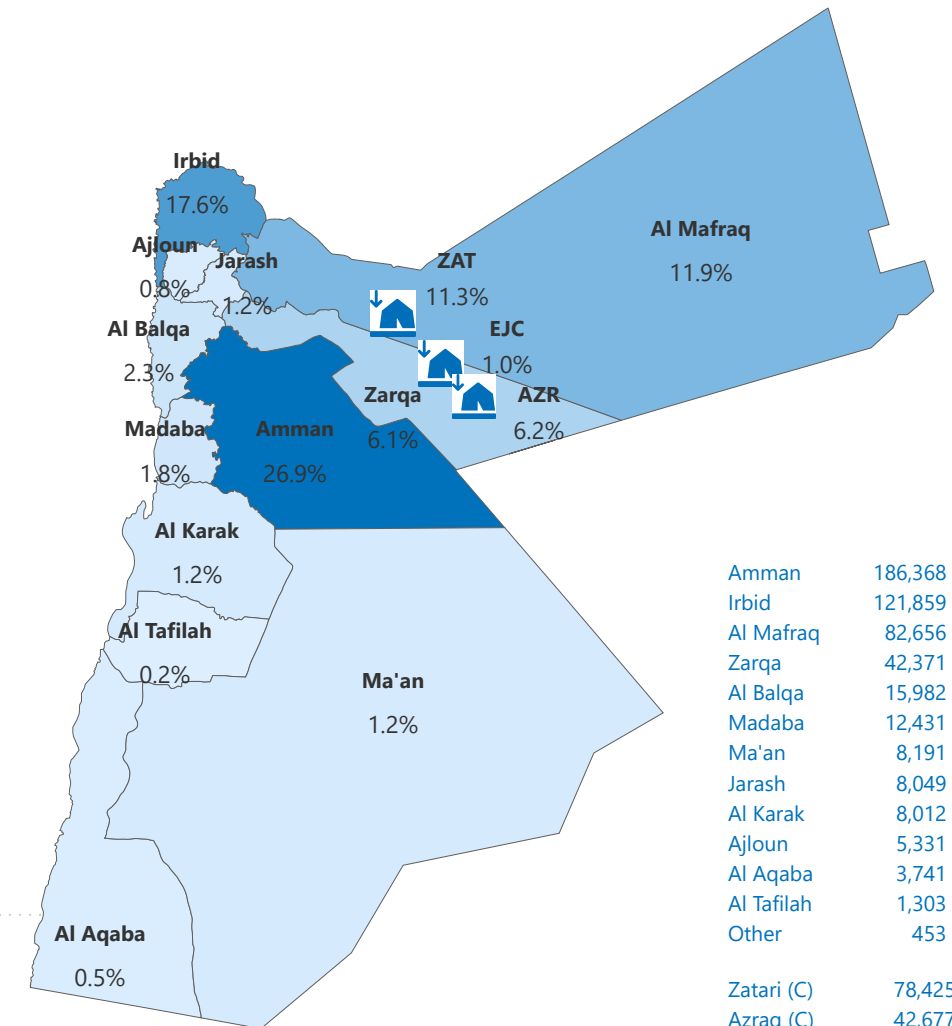 Irbid
17.6%
Ajloun
0.8%
Jarash
1.2%
Al Mafraq
11.9%
ZAT
11.3%
EJC
1.0%
Al Balqa
2.3%
Zarqa
6.1%
AZR
6.2%
Madaba
1.8%
Amman
26.9%
Al Karak
1.2%
Al Tafilah
0.2%
Ma'an
1.2%
Al Aqaba
0.5%
Amman 186,368
Irbid 121,859
Al Mafraq 82,656
Zarqa 42,371
Al Balqa 15,982
Madaba 12,431
Ma'an 8,191
Jarash 8,049
Al Karak 8,012
Ajloun 5,331
Al Aqaba 3,741
Al Tafilah 1,303
Other 453
Zatari (C) 78,425
Azraq (C) 42,677